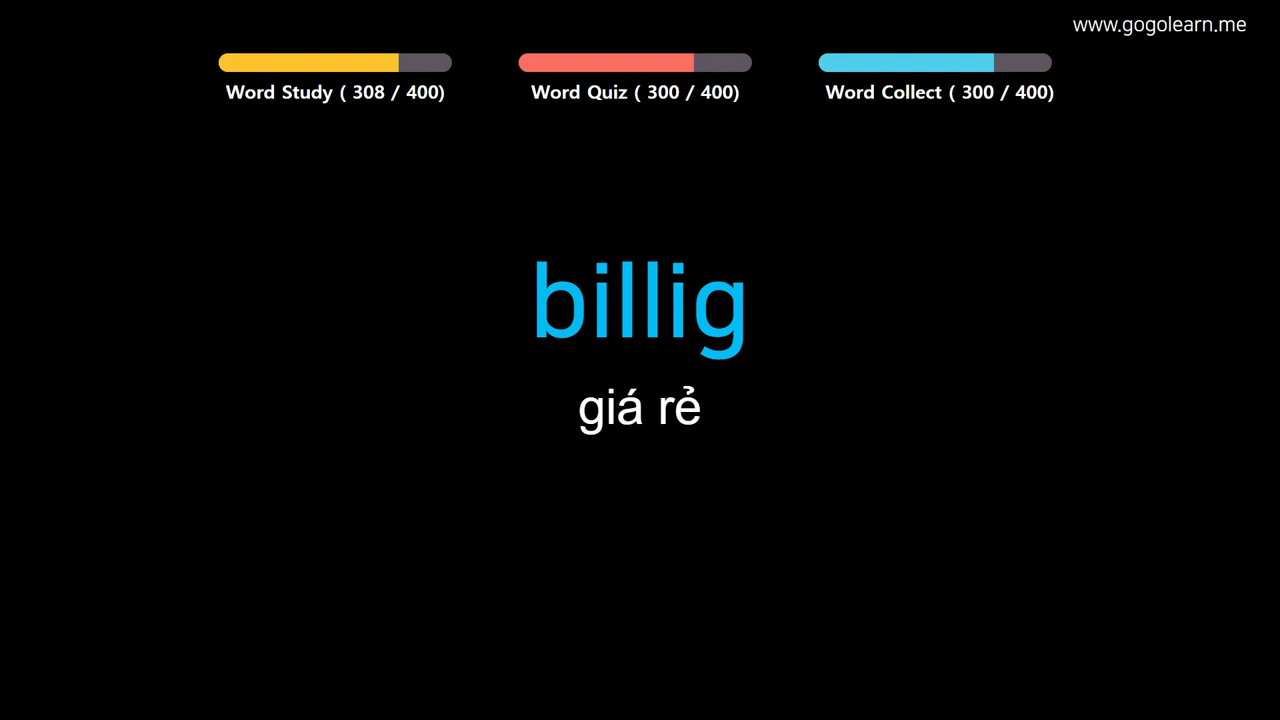 www.gogolearn.me
Word Study ( 308 / 400)
Word Quiz ( 300 / 400)
Word Collect ( 300 / 400)
billig
giá rẻ